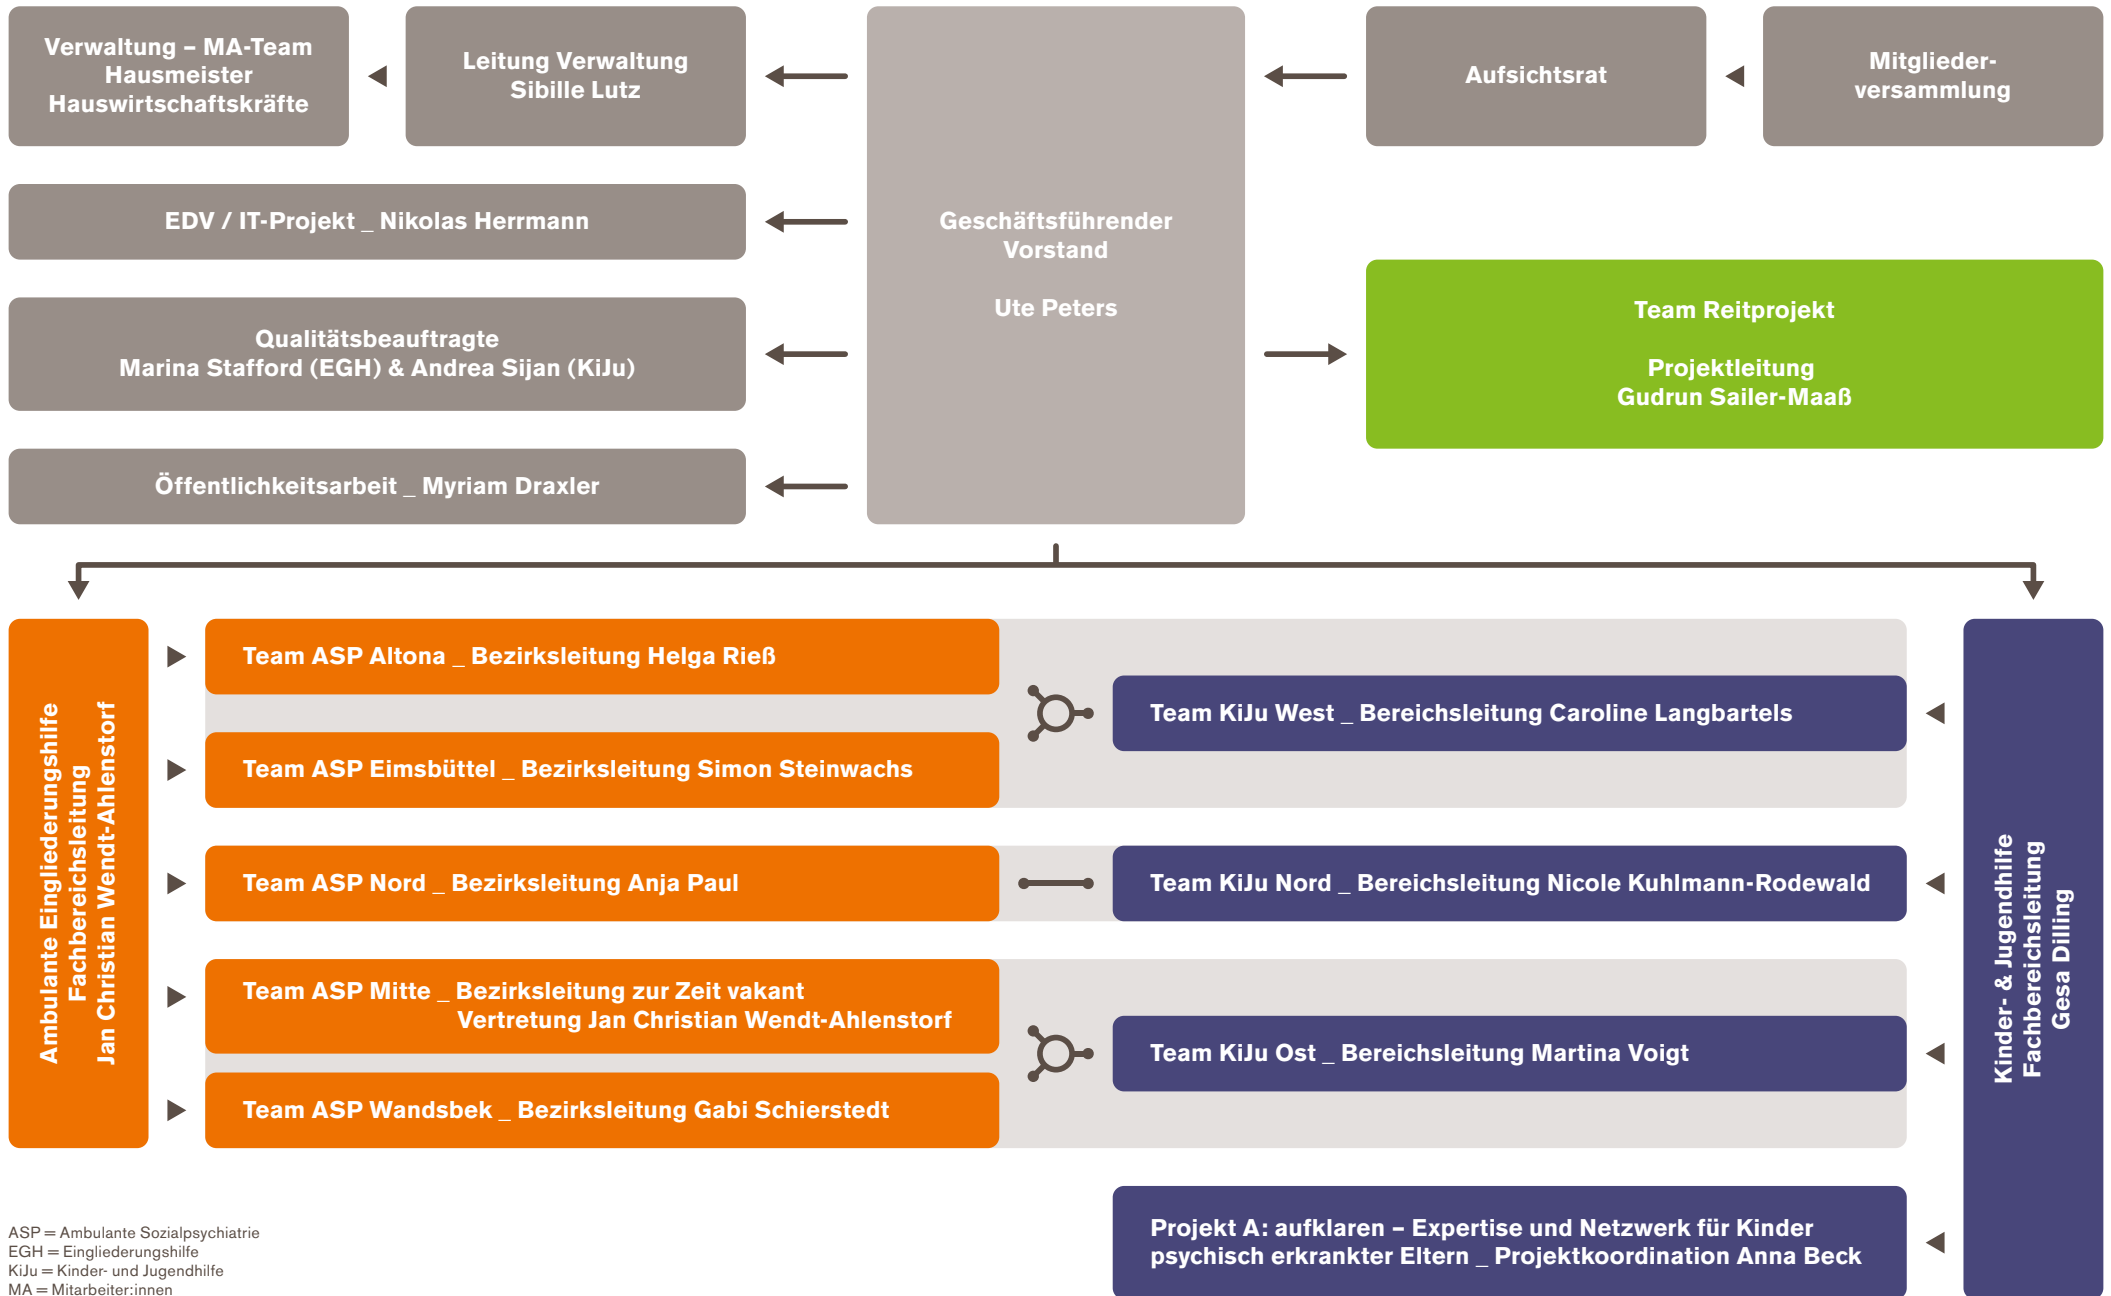 Verwaltung – MA-Team
Hausmeister
Hauswirtschaftskräfte
Leitung Verwaltung
Sibille Lutz
Aufsichtsrat
Mitglieder-
versammlung
EDV / IT-Projekt _ Nikolas Herrmann
Geschäftsführender
Vorstand
Ute Peters
Qualitätsbeauftragte
Marina Stafford (EGH) & Andrea Sijan (KiJu)
Team Reitprojekt
Projektleitung
Gudrun Sailer-Maaß
Öffentlichkeitsarbeit _ Myriam Draxler
Ambulante Eingliederungshilfe
Fachbereichsleitung
Jan Christian Wendt-Ahlenstorf
Team ASP Altona _ Bezirksleitung Helga Rieß
Team ASP Eimsbüttel _ Bezirksleitung Simon Steinwachs
Team ASP Nord _ Bezirksleitung Anja Paul
Team ASP Mitte _ Bezirksleitung zur Zeit vakant
Vertretung Jan Christian Wendt-Ahlenstorf
Team ASP Wandsbek _ Bezirksleitung Gabi Schierstedt
Team KiJu West _ Bereichsleitung Caroline Langbartels
Team KiJu Nord _ Bereichsleitung Nicole Kuhlmann-Rodewald
Team KiJu Ost _ Bereichsleitung Martina Voigt
Projekt A: aufklaren – Expertise und Netzwerk für Kinder
psychisch erkrankter Eltern _ Projektkoordination Anna Beck
Kinder- & Jugendhilfe
Fachbereichsleitung
Gesa Dilling
ASP = Ambulante Sozialpsychiatrie
EGH = Eingliederungshilfe
KiJu = Kinder- und Jugendhilfe
MA = Mitarbeiter:innen